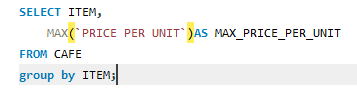 SELECT ITEM,
MAX(`PRICE PER UNIT`)AS MAX_PRICE_PER_UNIT
FROM CAFE
group by ITEM;